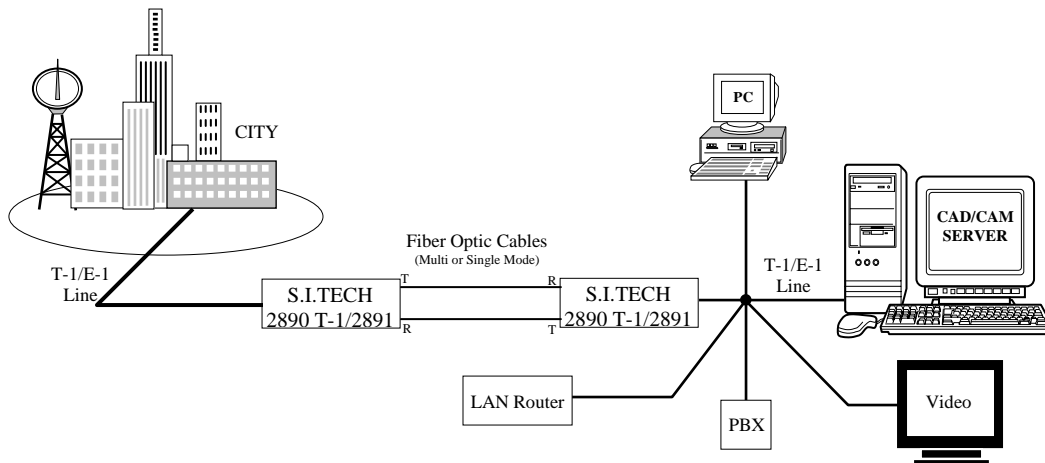 CITY
PC
CAD/CAM
SERVER
T-1/E-1
Line
Fiber Optic Cables
(Multi or Single Mode)
T-1/E-1
Line
S.I.TECH
2890 T-1/2891
T
R
R
T
S.I.TECH
2890 T-1/2891
LAN Router
PBX
Video